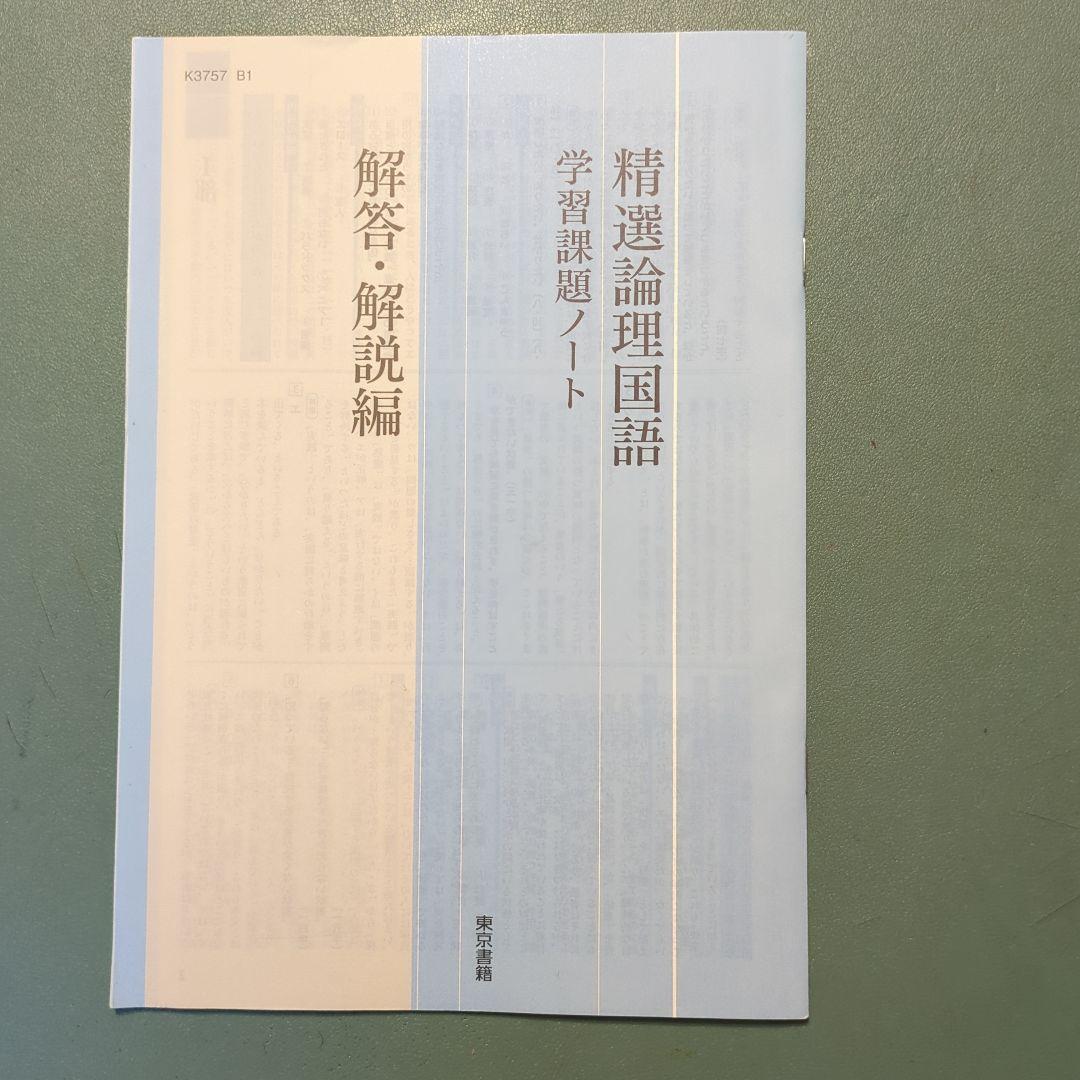 K3757 B1
精選論理国語
学習課題ノート
解答・解説編
東京書籍